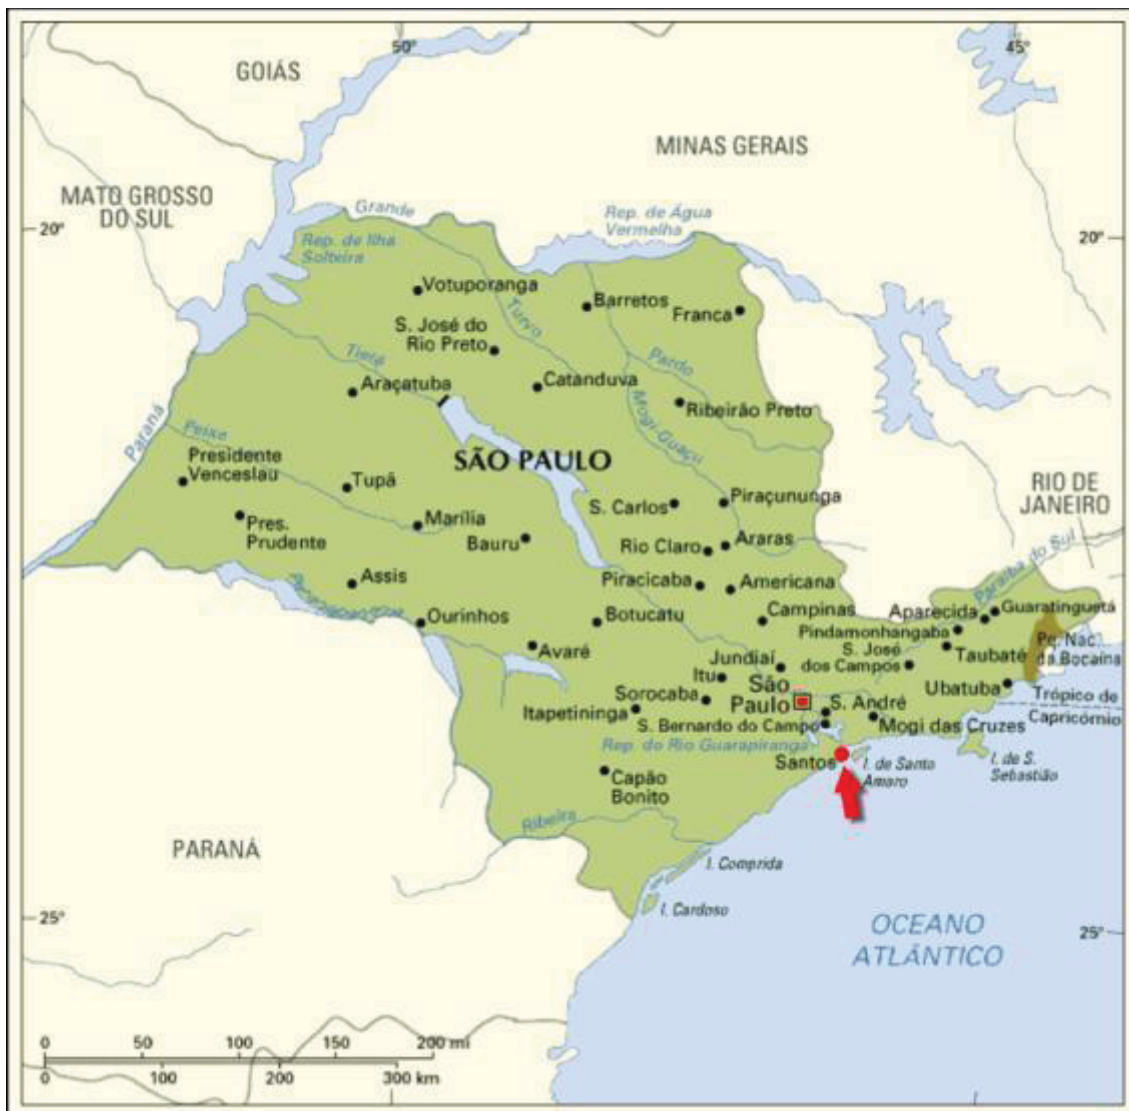 50°
45°
GOIÁS
MINAS GERAIS
MATO GROSSO
DO SUL
Grande
Rep. de Água
Vermelha
20°
20°
Rep. de Ilha
Solteira
Votuporanga
Barretos
Franca
Turvo
S. José do
Rio Preto
Tietê
Pardo
Araçatuba
Catanduva
Ribeirão Preto
Mogi-Guaçu
Paraná
Peixe
SÃO PAULO
Presidente
Venceslau
Tupã
S. Carlos
Piraçununga
RIO DE
JANEIRO
Pres.
Prudente
Marília
Bauru
Rio Claro
Araras
Paraíba do Sul
Assis
Piracicaba
Americana
Paranapanema
Ourinhos
Botucatu
Campinas
Aparecida
Guaratinguetá
Pindamonhangaba
Avaré
Jundiaí
S. José
dos Campos
Taubaté
Pq. Nac.
da Bocaína
Itu
São
Paulo
Ubatuba
Trópico de
Capricórnio
Sorocaba
Itapetininga
S. André
S. Bernardo do Campo
Mogi das Cruzes
Rep. do Rio Guarapiranga
Santos
I. de Santo
Amaro
I. de S.
Sebastião
Capão
Bonito
Ribeira
PARANÁ
I. Comprida
I. Cardoso
25°
25°
OCEANO
ATLÁNTICO
0 50 100 150 200 mi
0 100 200 300 km